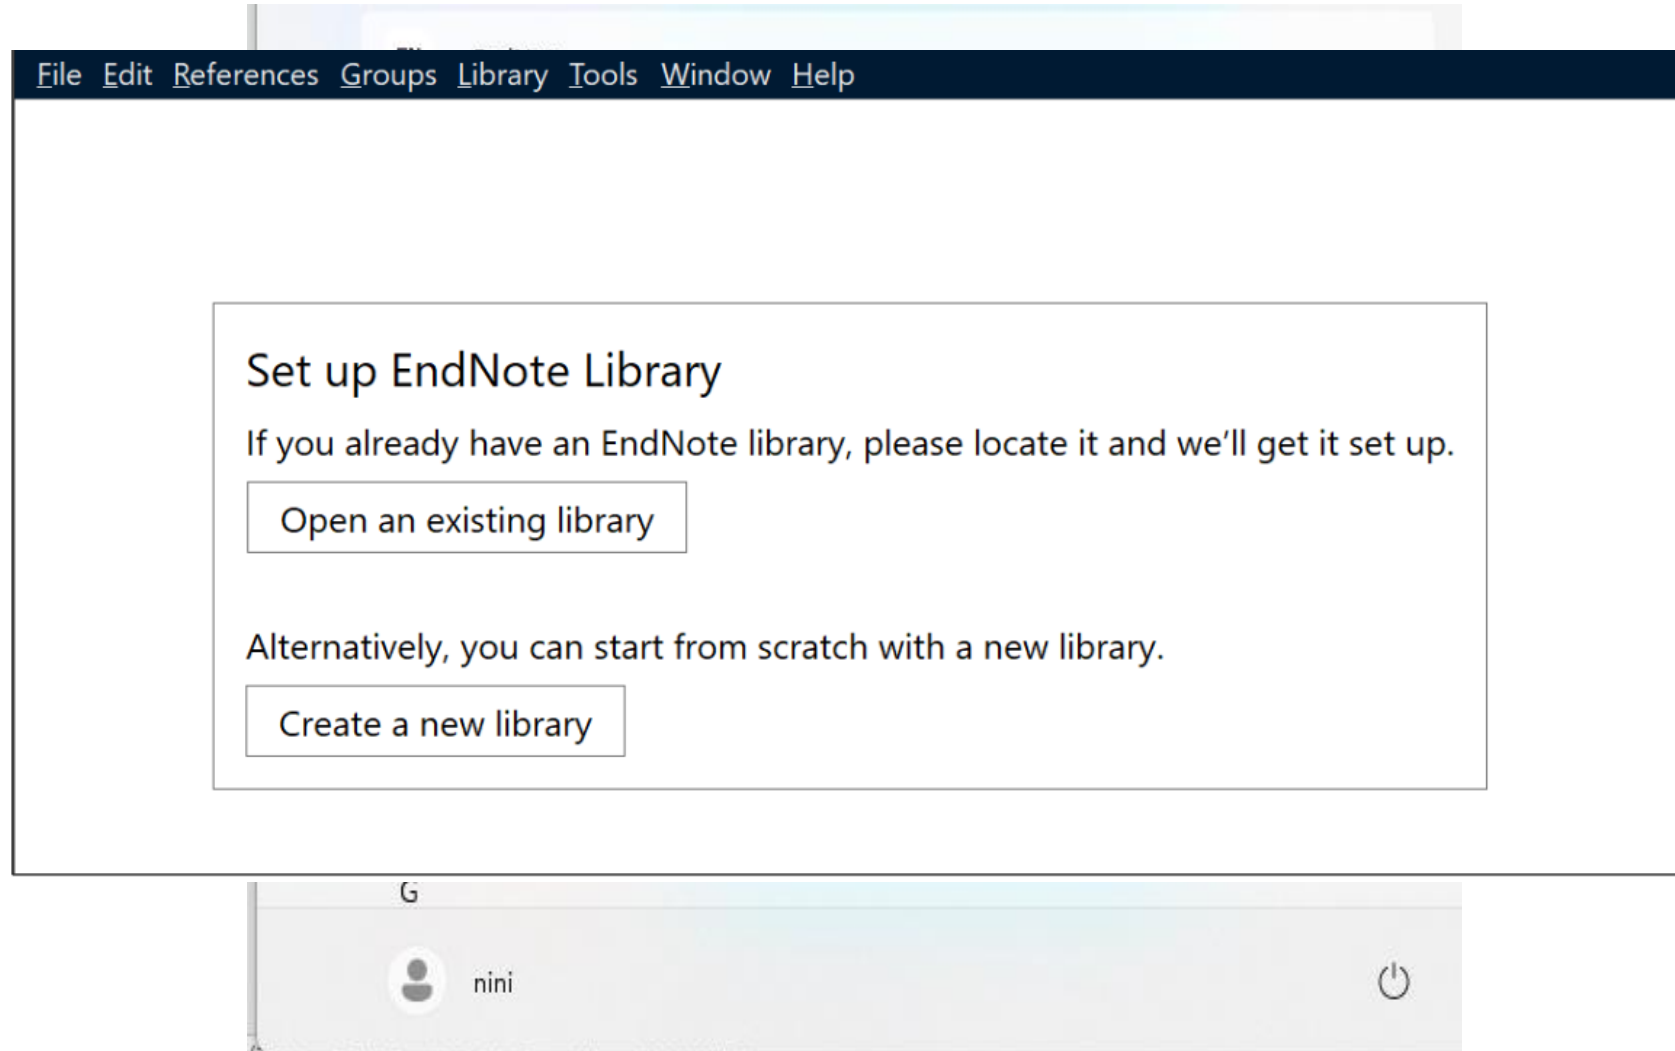 File Edit References Groups Library Tools Window Help
Set up EndNote Library
If you already have an EndNote library, please locate it and we’ll get it set up.
Open an existing library
Alternatively, you can start from scratch with a new library.
Create a new library
G
nini